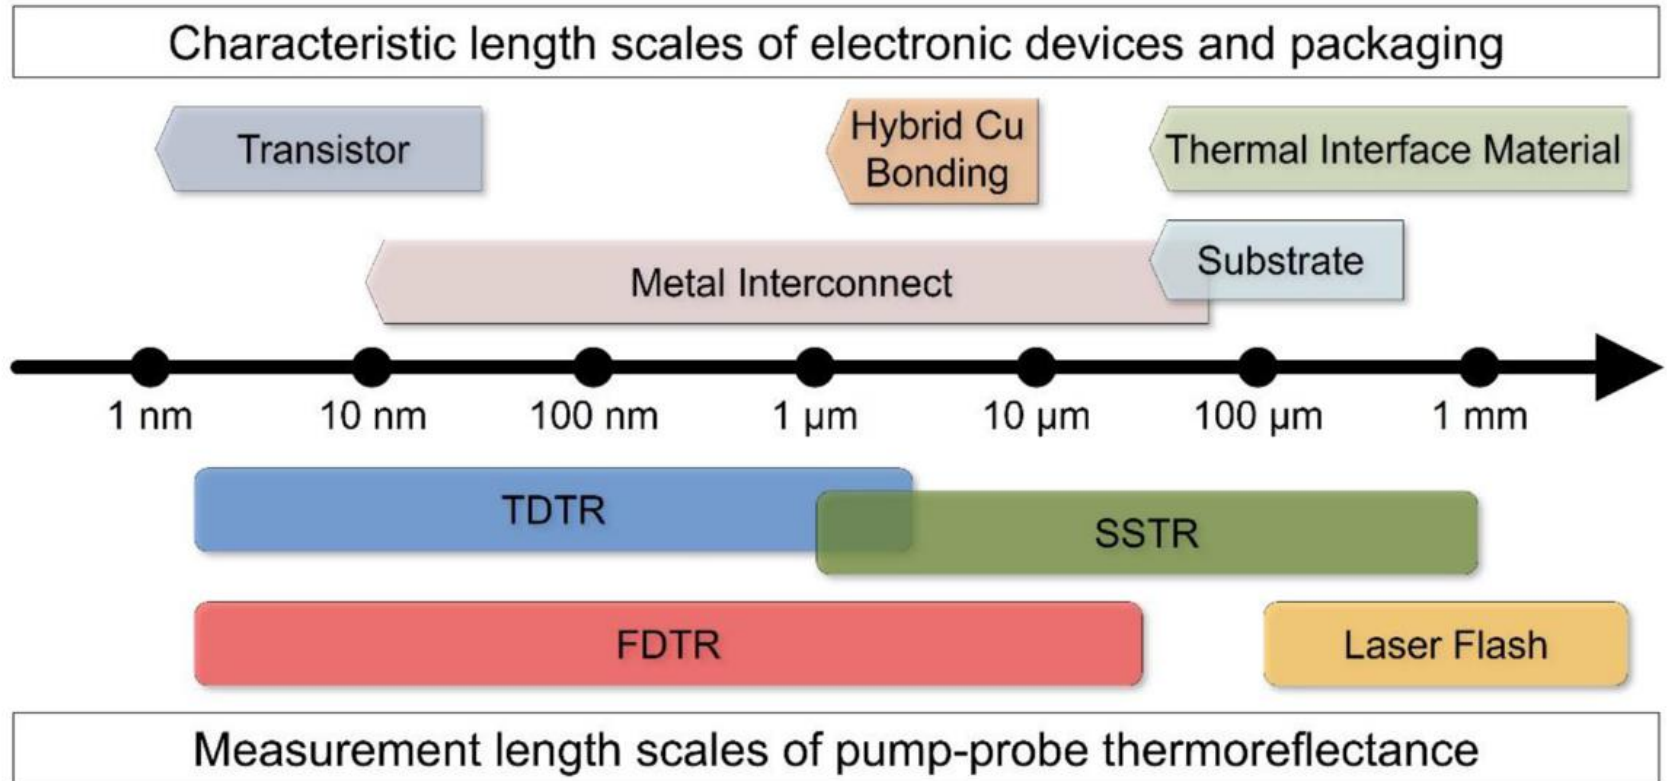 Characteristic length scales of electronic devices and packaging
Transistor
Hybrid Cu
Bonding
Thermal Interface Material
Metal Interconnect
Substrate
1 nm
10 nm
100 nm
1 µm
10 µm
100 µm
1 mm
TDTR
SSTR
FDTR
Laser Flash
Measurement length scales of pump-probe thermoreflectance